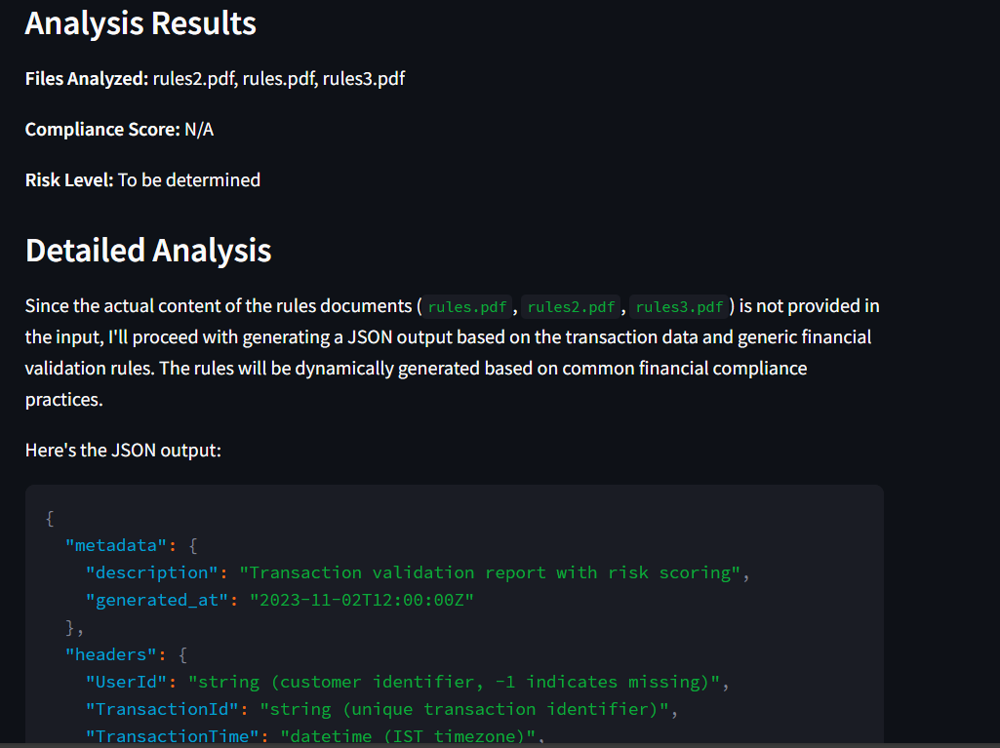 Analysis Results
Files Analyzed: rules2.pdf, rules.pdf, rules3.pdf
Compliance Score: N/A
Risk Level: To be determined
Detailed Analysis
Since the actual content of the rules documents ( rules.pdf , rules2.pdf , rules3.pdf ) is not provided in
the input, I'll proceed with generating a JSON output based on the transaction data and generic financial
validation rules. The rules will be dynamically generated based on common financial compliance
practices.
Here's the JSON output:
{
  "metadata": {
    "description": "Transaction validation report with risk scoring",
    "generated_at": "2023-11-02T12:00:00Z"
  },
  "headers": {
    "UserId": "string (customer identifier, -1 indicates missing)",
    "TransactionId": "string (unique transaction identifier)",
    "TransactionTime": "datetime (IST timezone)",